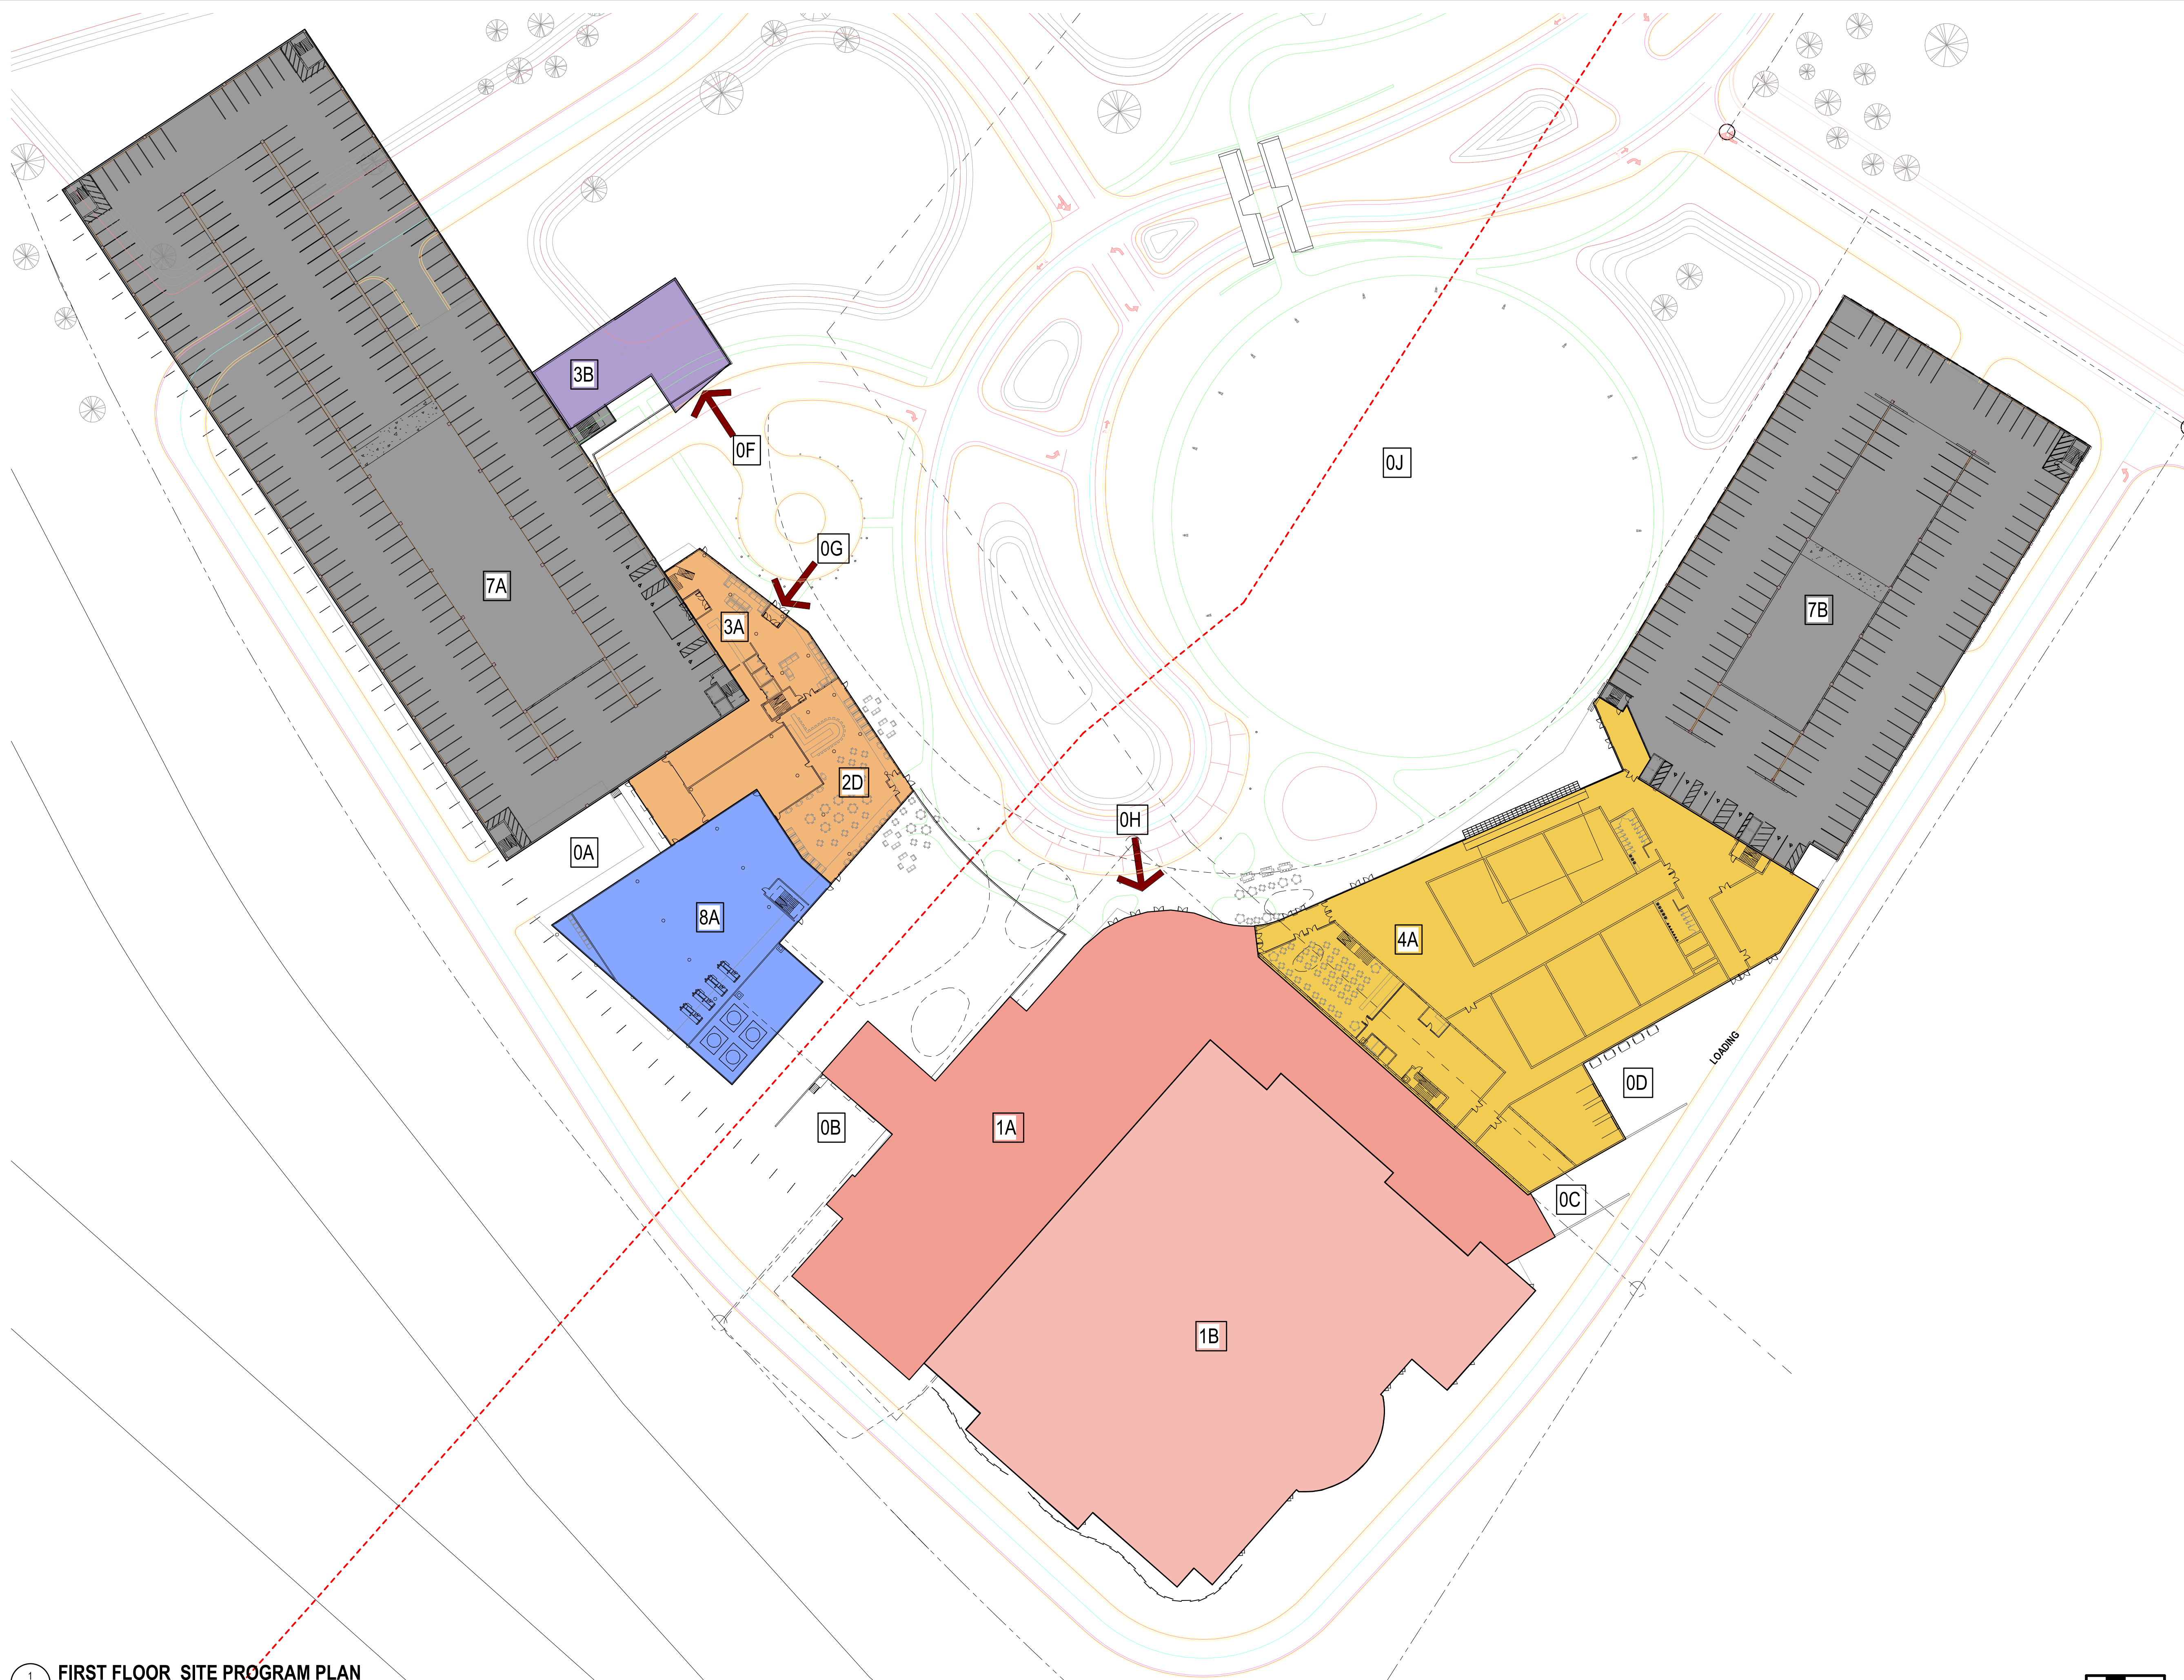 3B
0F
0J
0G
7A
3A
7B
2D
0H
0A
8A
4A
LOADING
0D
0B
1A
0C
1B
1
FIRST FLOOR SITE PROGRAM PLAN